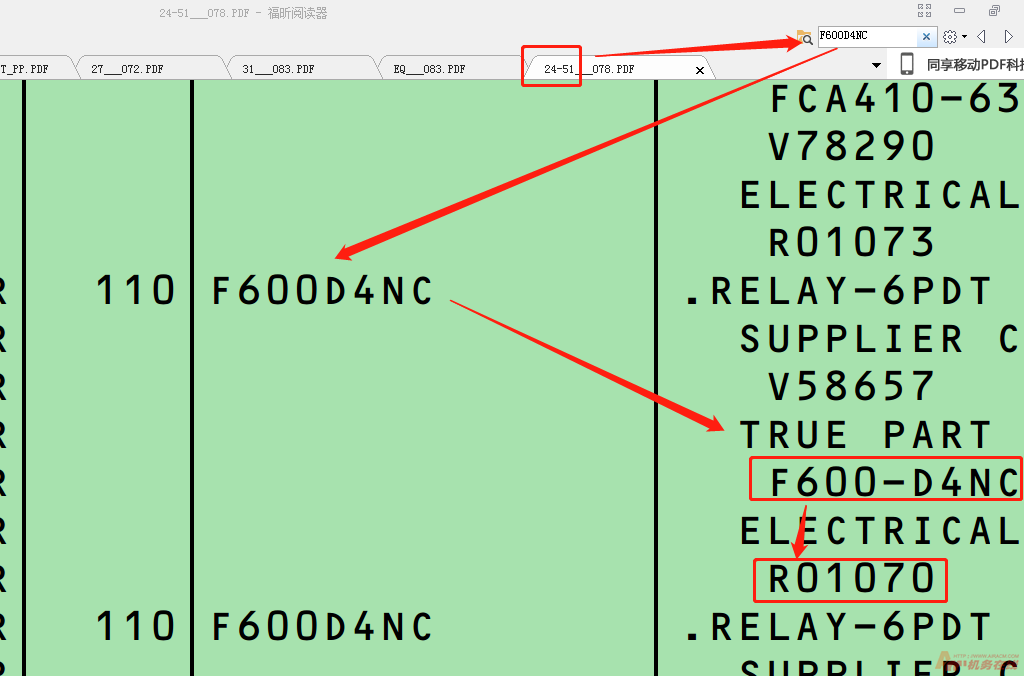 24-51___078.PDF - 福昕阅读器
F600D4NC
T_PP.PDF 27___072.PDF 31___083.PDF EQ___083.PDF 24-51___078.PDF
同享移动PDF科技
FCA410-63
V78290
ELECTRICAL
R01073
R 110 F600D4NC .RELAY-6PDT
R SUPPLIER C
R V58657
R TRUE PART
R F600-D4NC
R ELECTRICAL
R R01070
R 110 F600D4NC .RELAY-6PDT
R SUPPLIER C
机务在线